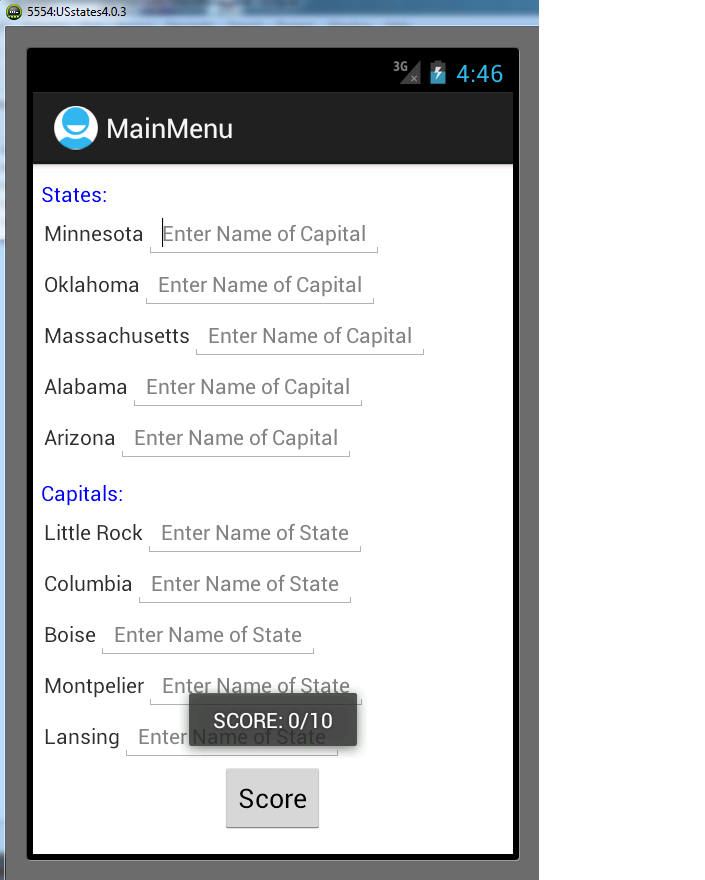 5554:USstates4.0.3
3G 4:46
MainMenu
States:
Minnesota Enter Name of Capital
Oklahoma Enter Name of Capital
Massachusetts Enter Name of Capital
Alabama Enter Name of Capital
Arizona Enter Name of Capital
Capitals:
Little Rock Enter Name of State
Columbia Enter Name of State
Boise Enter Name of State
Montpelier Enter Name of State
SCORE: 0/10
Lansing Enter Name of State
Score